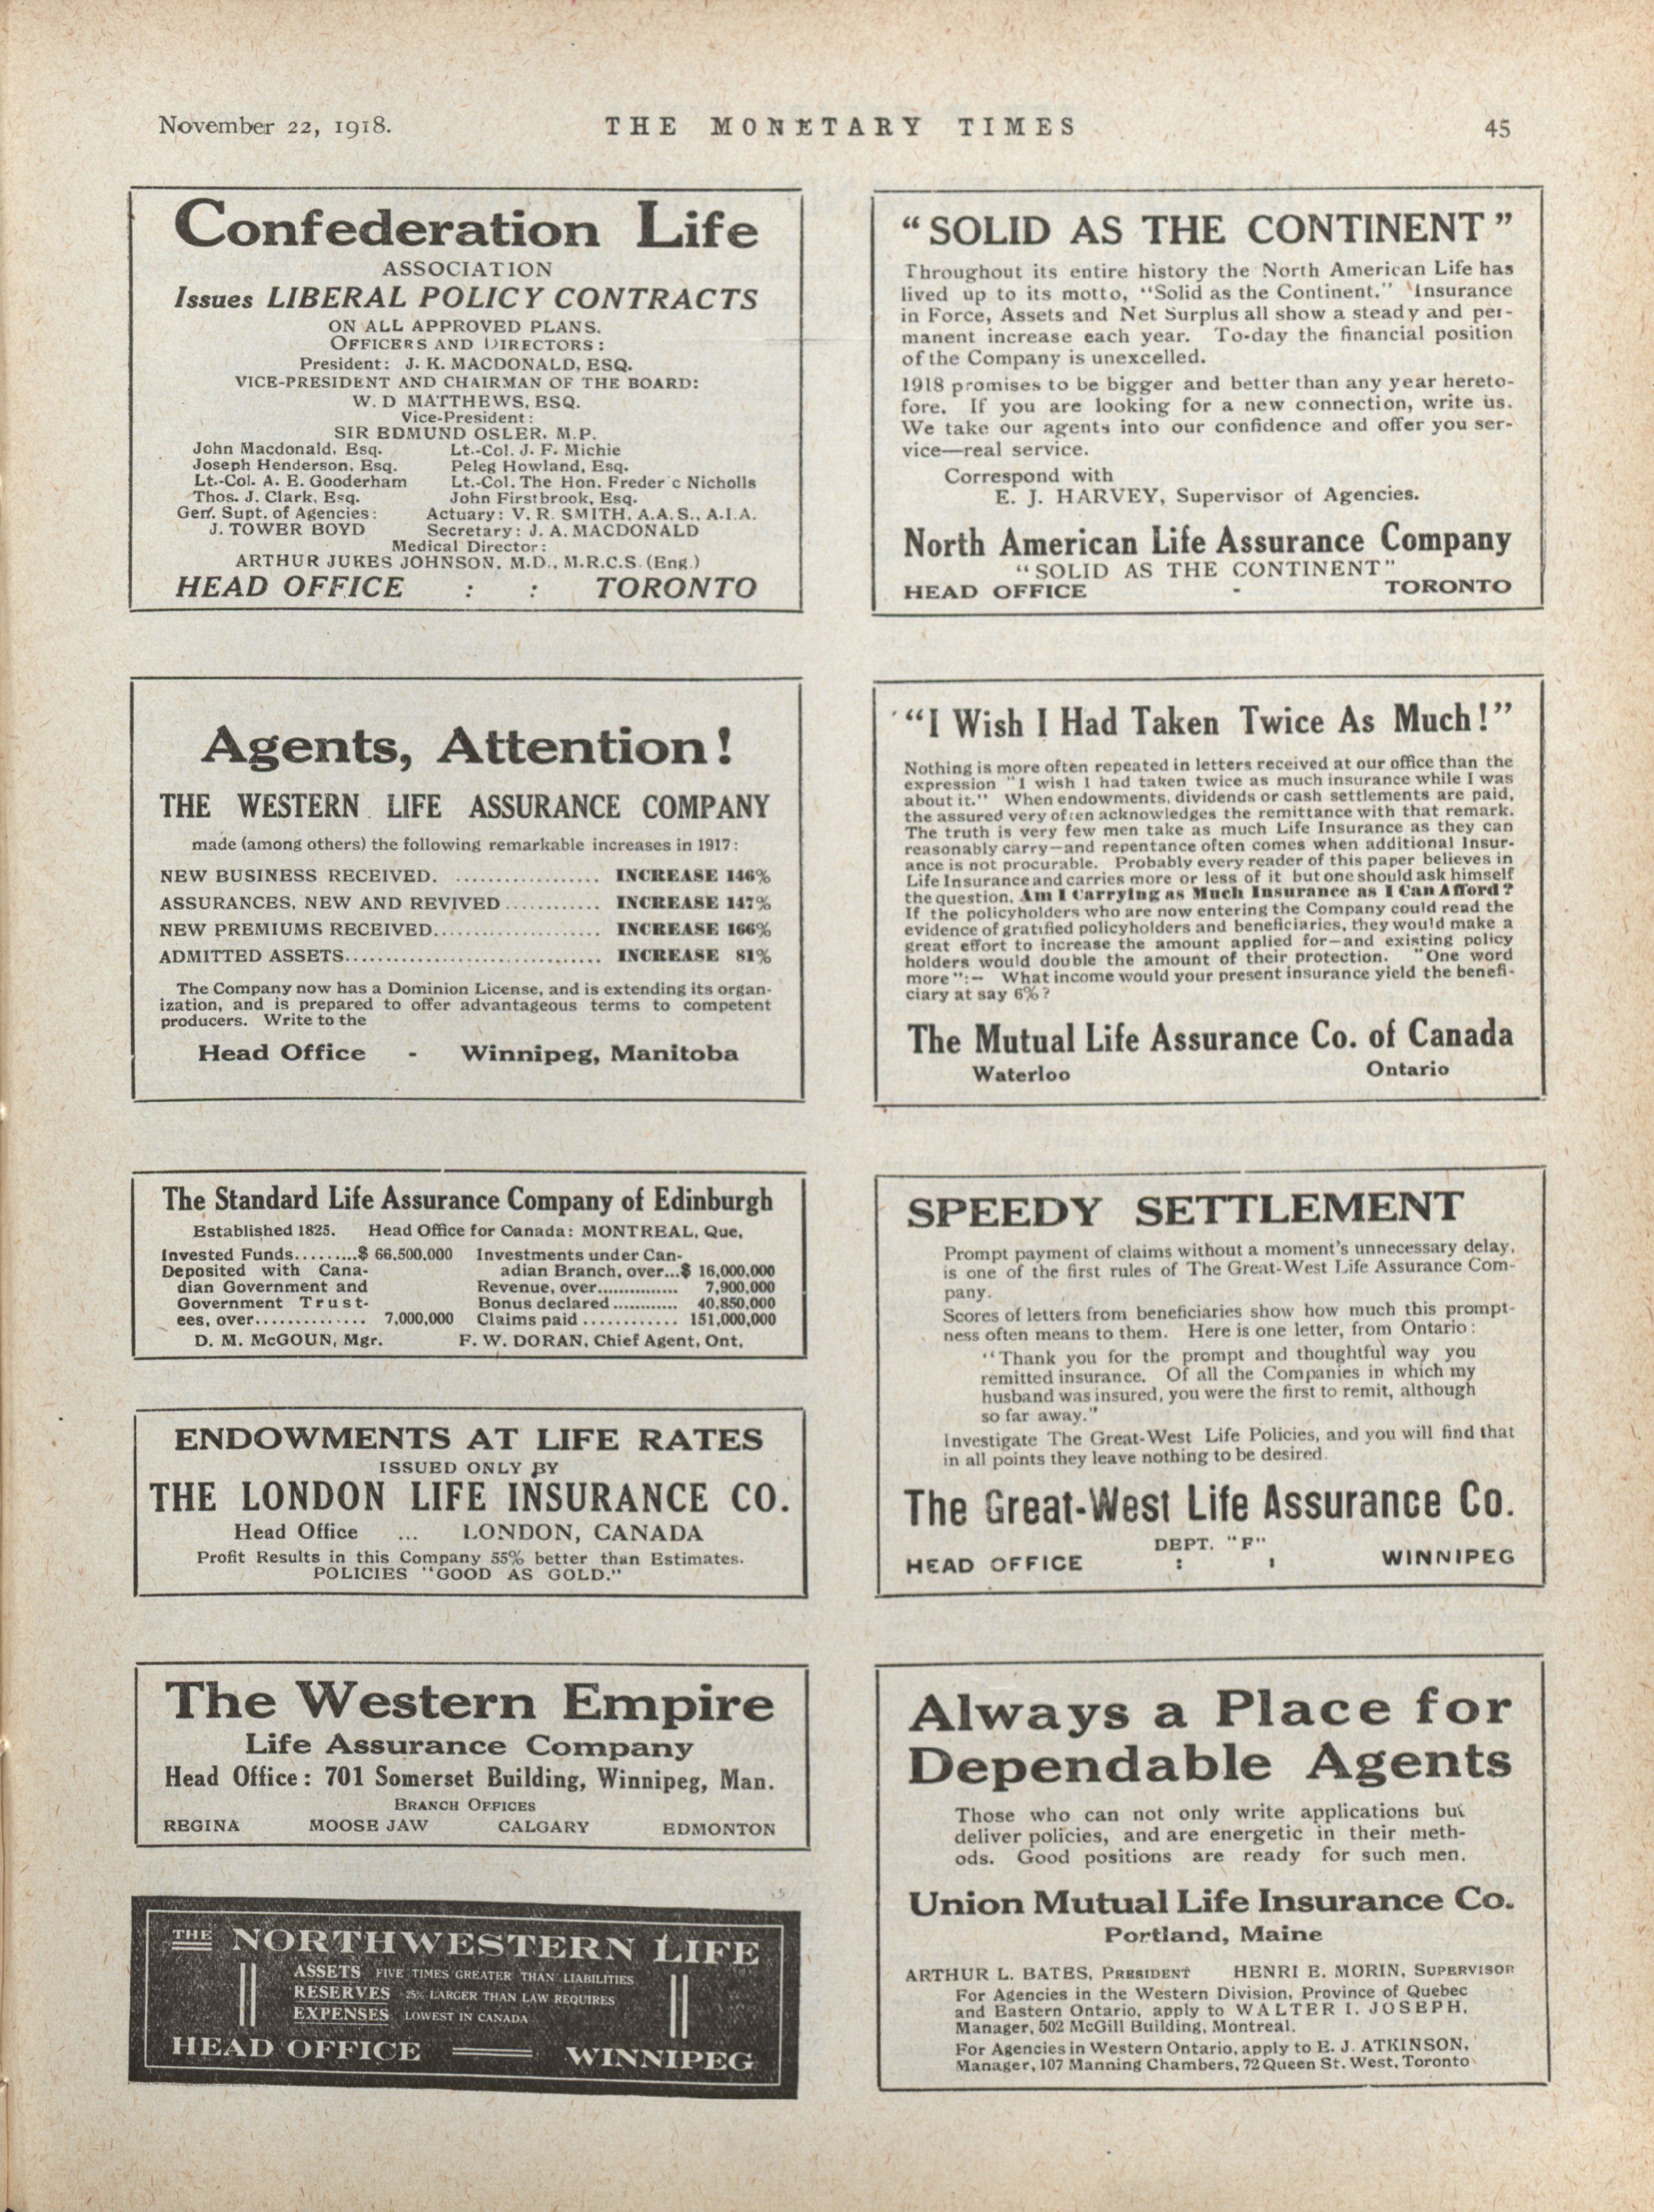 November 22, 1918.
THE MONETARY TIMES
45
Confederation Life
ASSOCIATION
Issues LIBERAL POLICY CONTRACTS
ON ALL APPROVED PLANS.
OFFICERS AND DIRECTORS:
President: J. K. MACDONALD, ESQ.
VICE-PRESIDENT AND CHAIRMAN OF THE BOARD:
W. D MATTHEWS, ESQ.
Vice-President:
SIR EDMUND OSLER, M.P.
John Macdonald, Esq. Lt.-Col. J. F. Michie
Joseph Henderson, Esq. Peleg Howland, Esq.
Lt.-Col. A. E. Gooderham Lt.-Col. The Hon. Freder c Nicholls
Thos. J. Clark, Esq. John Firstbrook, Esq.
Gen. Supt. of Agencies: Actuary: V. R. SMITH, A.A.S., A.I.A.
J. TOWER BOYD Secretary: J. A. MACDONALD
Medical Director:
ARTHUR JUKES JOHNSON, M.D., M.R.C.S. (Eng.)
HEAD OFFICE : : TORONTO
Agents, Attention!
THE WESTERN LIFE ASSURANCE COMPANY
made (among others) the following remarkable increases in 1917:
NEW BUSINESS RECEIVED. .................. INCREASE 146%
ASSURANCES, NEW AND REVIVED ............ INCREASE 147%
NEW PREMIUMS RECEIVED..................... INCREASE 166%
ADMITTED ASSETS................................ INCREASE 81%
The Company now has a Dominion License, and is extending its organ-
ization, and is prepared to offer advantageous terms to competent
producers. Write to the
Head Office - Winnipeg, Manitoba
The Standard Life Assurance Company of Edinburgh
Established 1825. Head Office for Canada: MONTREAL, Que,
Invested Funds.........$ 66,500,000
Deposited with Cana-
dian Government and
Government Trust-
ees, over.............. 7,000,000
Investments under Can-
adian Branch, over...$ 16,000,000
Revenue, over............... 7,900,000
Bonus declared ............ 40,850,000
Claims paid ............ 151,000,000
D. M. McGOUN, Mgr. F. W. DORAN, Chief Agent, Ont,
ENDOWMENTS AT LIFE RATES
ISSUED ONLY BY
THE LONDON LIFE INSURANCE CO.
Head Office ... LONDON, CANADA
Profit Results in this Company 55% better than Estimates.
POLICIES "GOOD AS GOLD."
The Western Empire
Life Assurance Company
Head Office: 701 Somerset Building, Winnipeg, Man.
BRANCH OFFICES
REGINA MOOSE JAW CALGARY EDMONTON
THE NORTHWESTERN LIFE
ASSETS FIVE TIMES GREATER THAN LIABILITIES
RESERVES 25% LARGER THAN LAW REQUIRES
EXPENSES LOWEST IN CANADA
HEAD OFFICE WINNIPEG
"SOLID AS THE CONTINENT"
Throughout its entire history the North American Life has
lived up to its motto, "Solid as the Continent." Insurance
in Force, Assets and Net Surplus all show a steady and per-
manent increase each year. To-day the financial position
of the Company is unexcelled.
1918 promises to be bigger and better than any year hereto-
fore. If you are looking for a new connection, write us.
We take our agents into our confidence and offer you ser-
vice—real service.
Correspond with
E. J. HARVEY, Supervisor of Agencies.
North American Life Assurance Company
"SOLID AS THE CONTINENT"
HEAD OFFICE - TORONTO
"I Wish I Had Taken Twice As Much!"
Nothing is more often repeated in letters received at our office than the
expression "I wish I had taken twice as much insurance while I was
about it." When endowments, dividends or cash settlements are paid,
the assured very often acknowledges the remittance with that remark.
The truth is very few men take as much Life Insurance as they can
reasonably carry—and repentance often comes when additional Insur-
ance is not procurable. Probably every reader of this paper believes in
Life Insurance and carries more or less of it but one should ask himself
the question, Am I Carrying as Much Insurance as I Can Afford?
If the policyholders who are now entering the Company could read the
evidence of gratified policyholders and beneficiaries, they would make a
great effort to increase the amount applied for—and existing policy
holders would double the amount of their protection. "One word
more":— What income would your present insurance yield the benefi-
ciary at say 6%?
The Mutual Life Assurance Co. of Canada
Waterloo Ontario
SPEEDY SETTLEMENT
Prompt payment of claims without a moment's unnecessary delay,
is one of the first rules of The Great-West Life Assurance Com-
pany.
Scores of letters from beneficiaries show how much this prompt-
ness often means to them. Here is one letter, from Ontario:
"Thank you for the prompt and thoughtful way you
remitted insurance. Of all the Companies in which my
husband was insured, you were the first to remit, although
so far away."
Investigate The Great-West Life Policies, and you will find that
in all points they leave nothing to be desired.
The Great-West Life Assurance Co.
DEPT. "F"
HEAD OFFICE : : WINNIPEG
Always a Place for
Dependable Agents
Those who can not only write applications but
deliver policies, and are energetic in their meth-
ods. Good positions are ready for such men.
Union Mutual Life Insurance Co.
Portland, Maine
ARTHUR L. BATES, PRESIDENT HENRI E. MORIN, SUPERVISOR
For Agencies in the Western Division, Province of Quebec
and Eastern Ontario, apply to WALTER I. JOSEPH,
Manager, 502 McGill Building, Montreal.
For Agencies in Western Ontario, apply to E. J. ATKINSON,
Manager, 107 Manning Chambers, 72 Queen St. West, Toronto